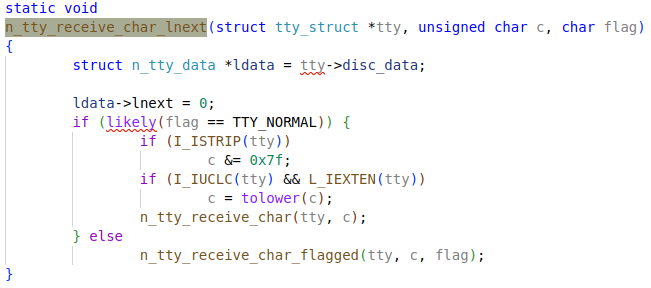 static void
n_tty_receive_char_lnext(struct tty_struct *tty, unsigned char c, char flag)
{
        struct n_tty_data *ldata = tty->disc_data;

        ldata->lnext = 0;
        if (likely(flag == TTY_NORMAL)) {
                if (I_ISTRIP(tty))
                        c &= 0x7f;
                if (I_IUCLC(tty) && L_IEXTEN(tty))
                        c = tolower(c);
                n_tty_receive_char(tty, c);
        } else
                n_tty_receive_char_flagged(tty, c, flag);
}